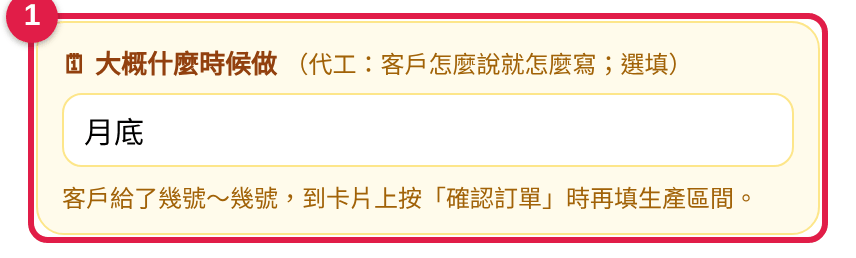 1
🗓 大概什麼時候做 （代工：客戶怎麼說就怎麼寫；選填）
月底
客戶給了幾號～幾號，到卡片上按「確認訂單」時再填生產區間。